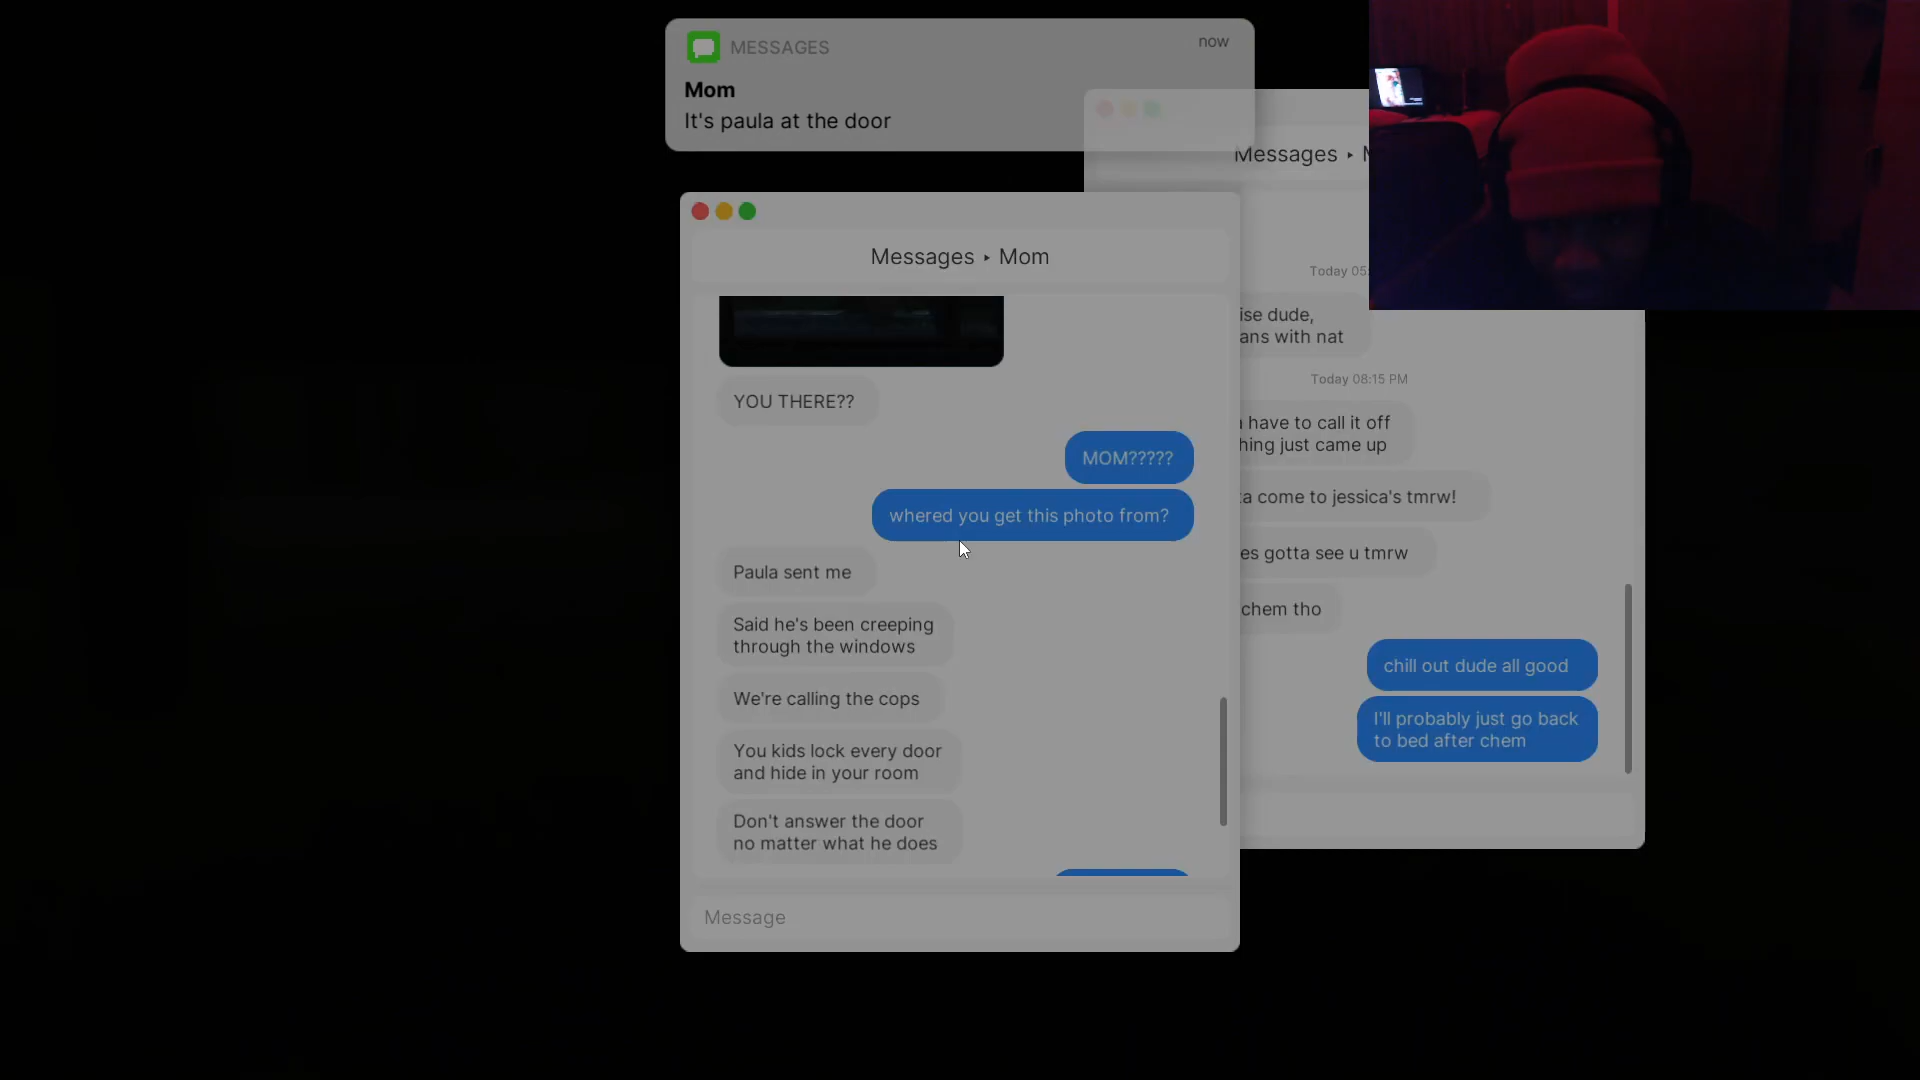 MESSAGES
now
Mom
It's paula at the door
Messages ‣ Mom
YOU THERE??
MOM?????
whered you get this photo from?
Paula sent me
Said he's been creeping
through the windows
We're calling the cops
You kids lock every door
and hide in your room
Don't answer the door
no matter what he does
Message
Messages ‣
Today 05:
ise dude,
ans with nat
Today 08:15 PM
have to call it off
hing just came up
ta come to jessica's tmrw!
es gotta see u tmrw
chem tho
chill out dude all good
I'll probably just go back
to bed after chem